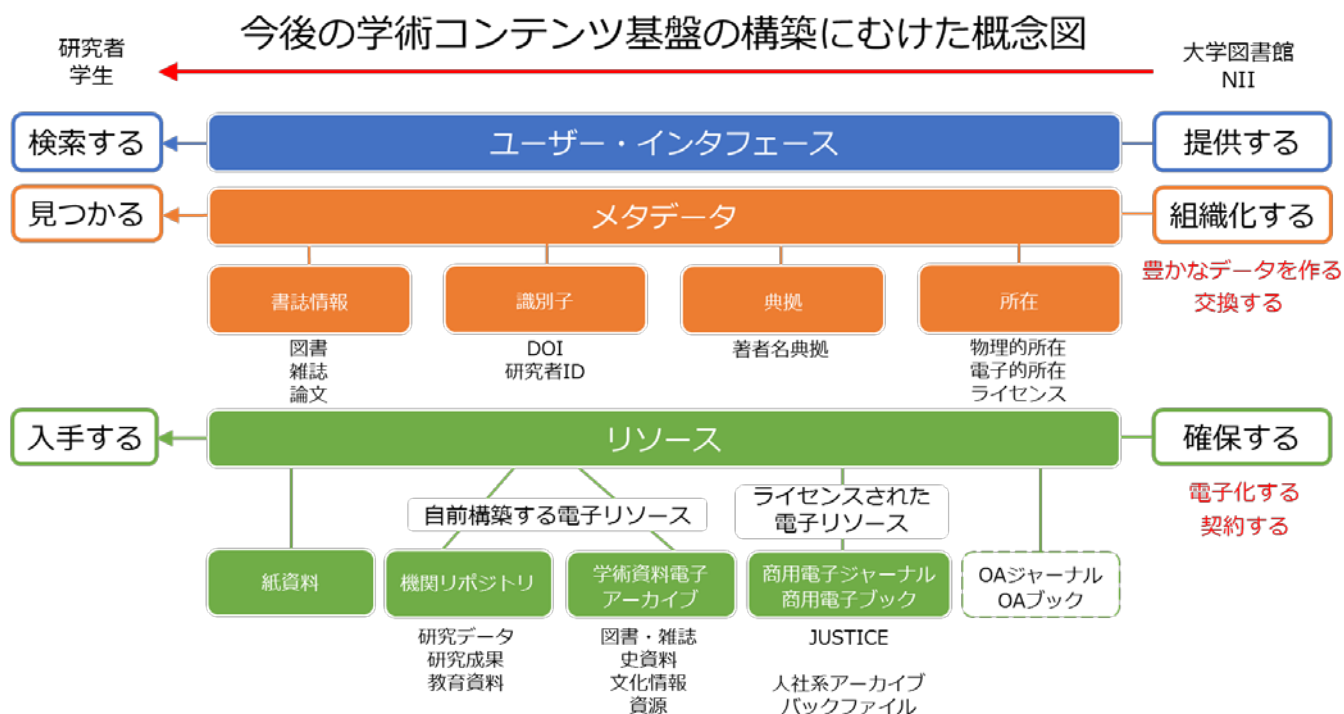 今後の学術コンテンツ基盤の構築にむけた概念図
研究者
学生
大学図書館
NII
検索する
ユーザー・インタフェース
提供する
見つかる
メタデータ
組織化する
豊かなデータを作る
交換する
書誌情報
識別子
典拠
所在
図書
雑誌
論文
DOI
研究者ID
著者名典拠
物理的所在
電子的所在
ライセンス
入手する
リソース
確保する
電子化する
契約する
自前構築する電子リソース
ライセンスされた
電子リソース
紙資料
機関リポジトリ
学術資料電子
アーカイブ
商用電子ジャーナル
商用電子ブック
OAジャーナル
OAブック
研究データ
研究成果
教育資料
図書・雑誌
史資料
文化情報
資源
JUSTICE
人社系アーカイブ
バックファイル